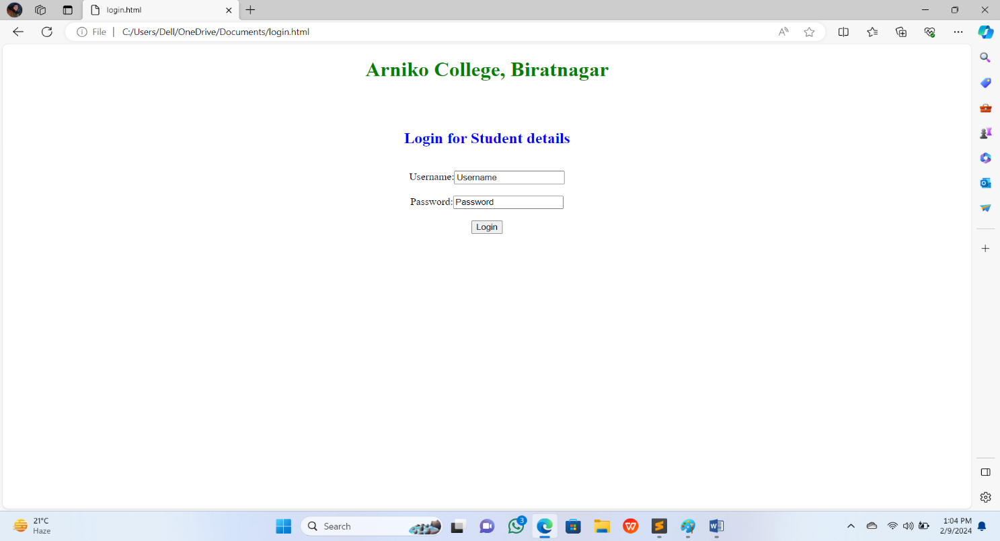 login.html
File | C:/Users/Dell/OneDrive/Documents/login.html
Arniko College, Biratnagar
Login for Student details
Username: Username
Password: Password
Login
21°C
Haze
Search
3
1:04 PM
2/9/2024